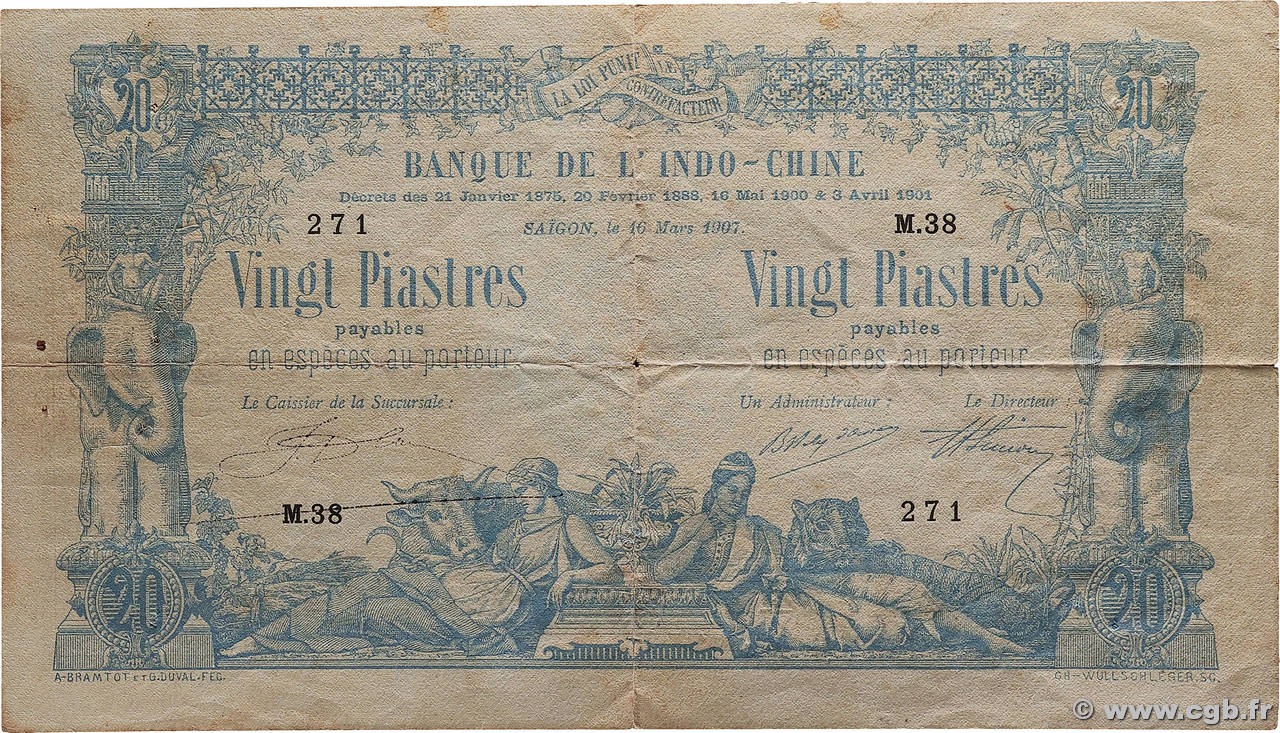 20 20
LA LOI PUNIT LE
CONTREFACTEUR
BANQUE DE L'INDO-CHINE
Décrets des 21 Janvier 1875, 20 Février 1888, 16 Mai 1900 & 3 Avril 1901
271 M.38
SAÏGON, le 16 Mars 1907.
Vingt Piastres Vingt Piastres
payables payables
en espèces au porteur. en espèces au porteur.
Le Caissier de la Succursale : Un Administrateur : Le Directeur :
M.38 271
20 20
A-BRAMTOT ET G.DUVAL-FEC. CH-WULLSCHLÉGER.SC.
© www.cgb.fr